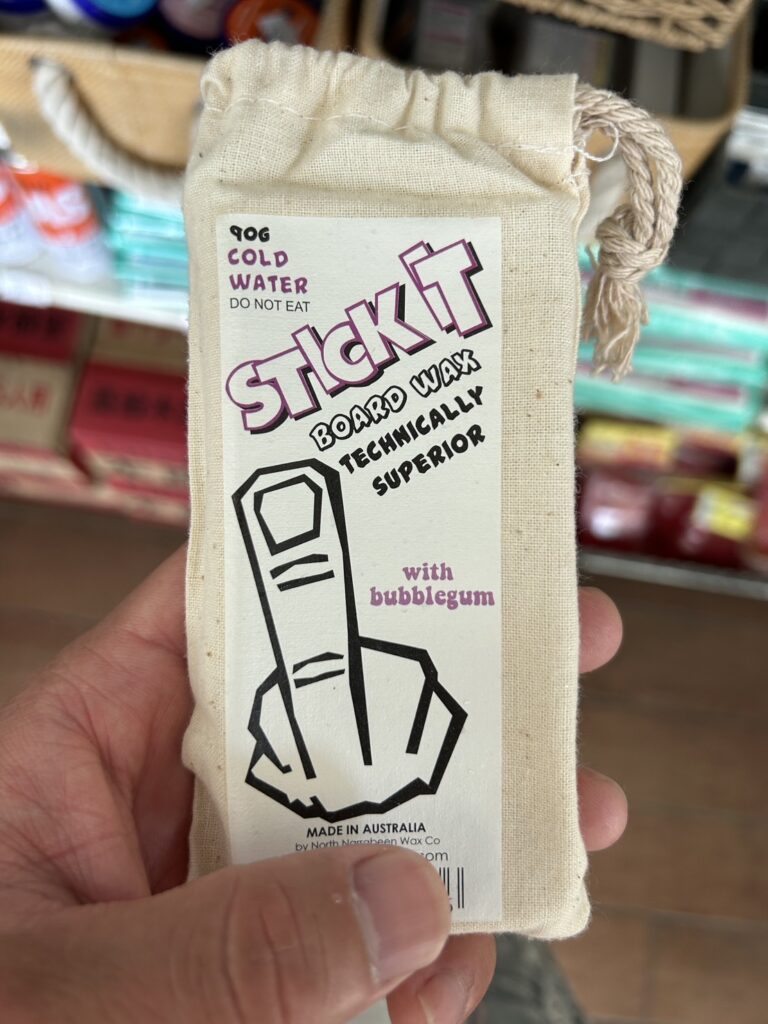 90G
COLD
WATER
DO NOT EAT
STICK iT
BOARD WAX
TECHNICALLY
SUPERIOR
with
bubblegum
MADE IN AUSTRALIA
by North Narrabeen Wax Co
.com